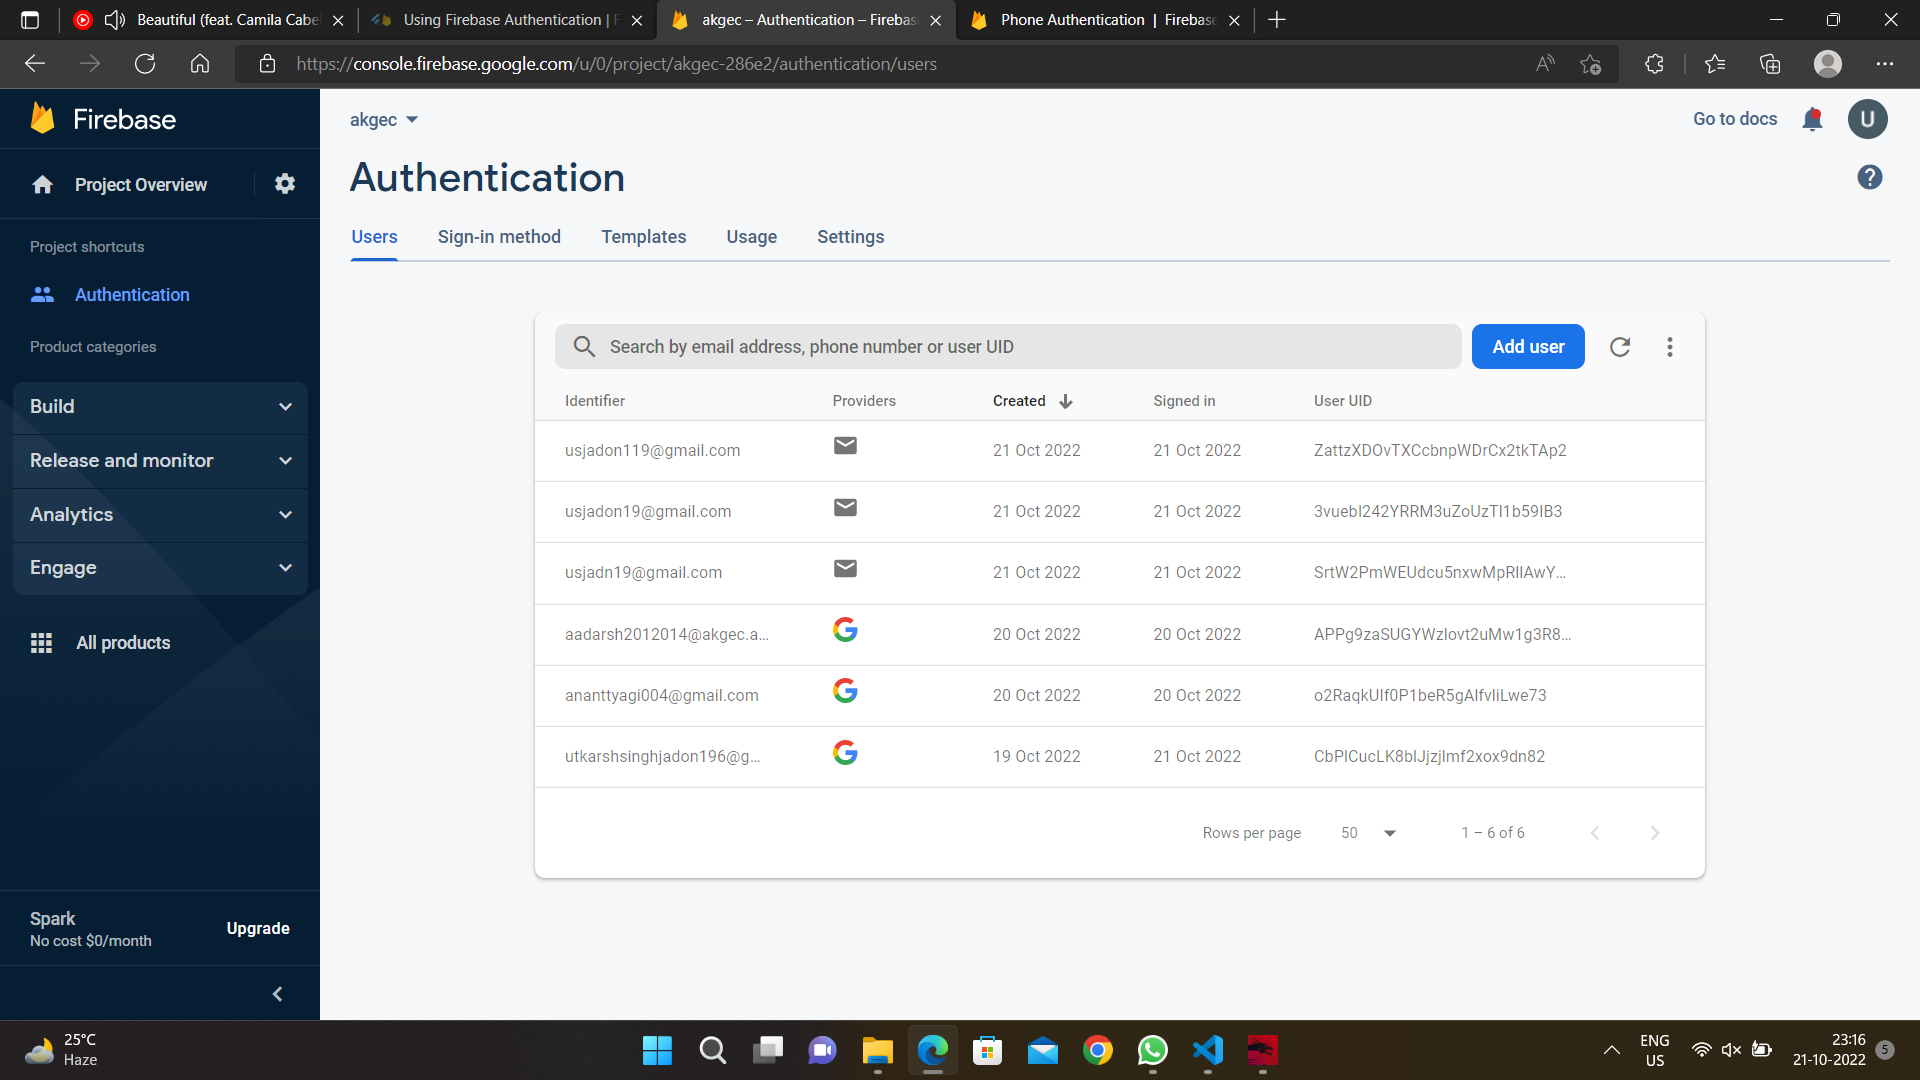 Beautiful (feat. Camila Cabe
Using Firebase Authentication | F
akgec – Authentication – Firebas
Phone Authentication | Firebase
https://console.firebase.google.com/u/0/project/akgec-286e2/authentication/users
Firebase
akgec
Go to docs
U
Project Overview
Authentication
?
Users
Sign-in method
Templates
Usage
Settings
Project shortcuts
Authentication
Product categories
Build
Release and monitor
Analytics
Engage
All products
Spark
No cost $0/month
Upgrade
Search by email address, phone number or user UID
Add user
Identifier Providers Created Signed in User UID
usjadon119@gmail.com 21 Oct 2022 21 Oct 2022 ZattzXDOvTXCcbnpWDrCx2tkTAp2
usjadon19@gmail.com 21 Oct 2022 21 Oct 2022
usjadn19@gmail.com 21 Oct 2022 21 Oct 2022
aadarsh2012014@akgec.a... 20 Oct 2022 20 Oct 2022
ananttyagi004@gmail.com 20 Oct 2022 20 Oct 2022
utkarshsinghjadon196@g... 19 Oct 2022 21 Oct 2022
Rows per page 50 1 – 6 of 6
25°C
Haze
ENG
US
23:16
21-10-2022
5